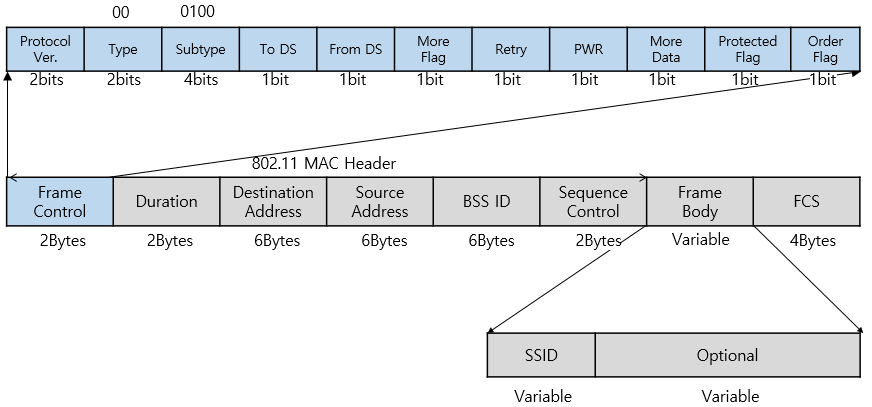 00 0100
Protocol Ver. Type Subtype To DS From DS More Flag Retry PWR More Data Protected Flag Order Flag
2bits 2bits 4bits 1bit 1bit 1bit 1bit 1bit 1bit 1bit 1bit
802.11 MAC Header
Frame Control Duration Destination Address Source Address BSS ID Sequence Control Frame Body FCS
2Bytes 2Bytes 6Bytes 6Bytes 6Bytes 2Bytes Variable 4Bytes
SSID Optional
Variable Variable